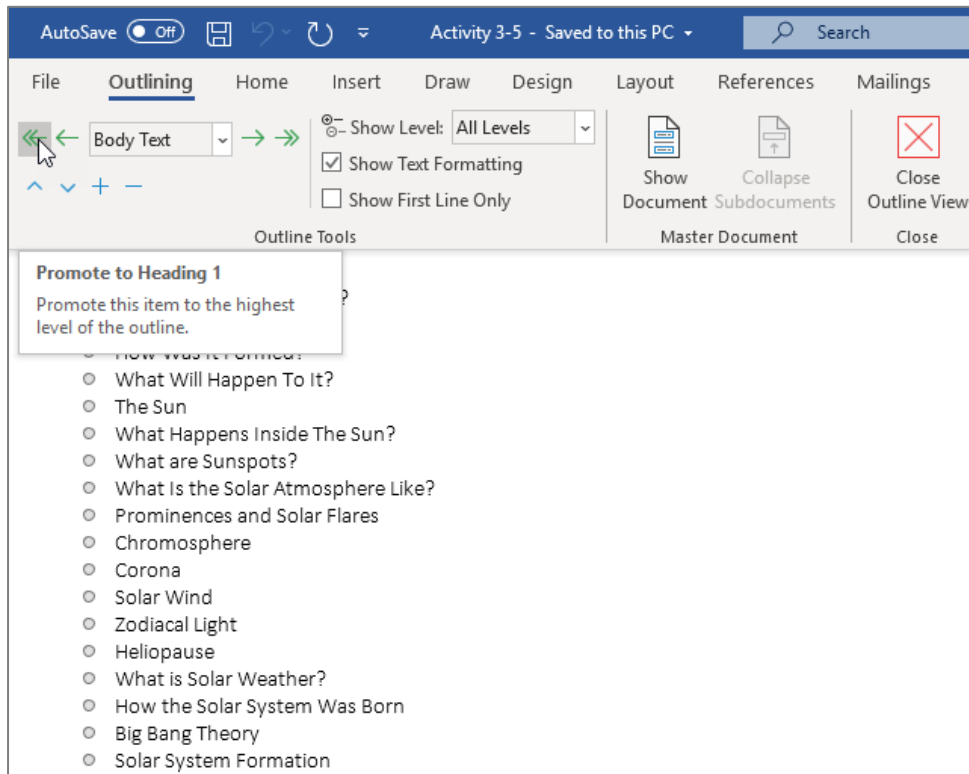 AutoSave Off Activity 3-5 - Saved to this PC Search
File Outlining Home Insert Draw Design Layout References Mailings
Body Text
Show Level: All Levels
Show Text Formatting
Show First Line Only
Outline Tools
Show Document
Collapse Subdocuments
Master Document
Close Outline View
Close
Promote to Heading 1
Promote this item to the highest
level of the outline.
?
How Was It Formed?
What Will Happen To It?
The Sun
What Happens Inside The Sun?
What are Sunspots?
What Is the Solar Atmosphere Like?
Prominences and Solar Flares
Chromosphere
Corona
Solar Wind
Zodiacal Light
Heliopause
What is Solar Weather?
How the Solar System Was Born
Big Bang Theory
Solar System Formation